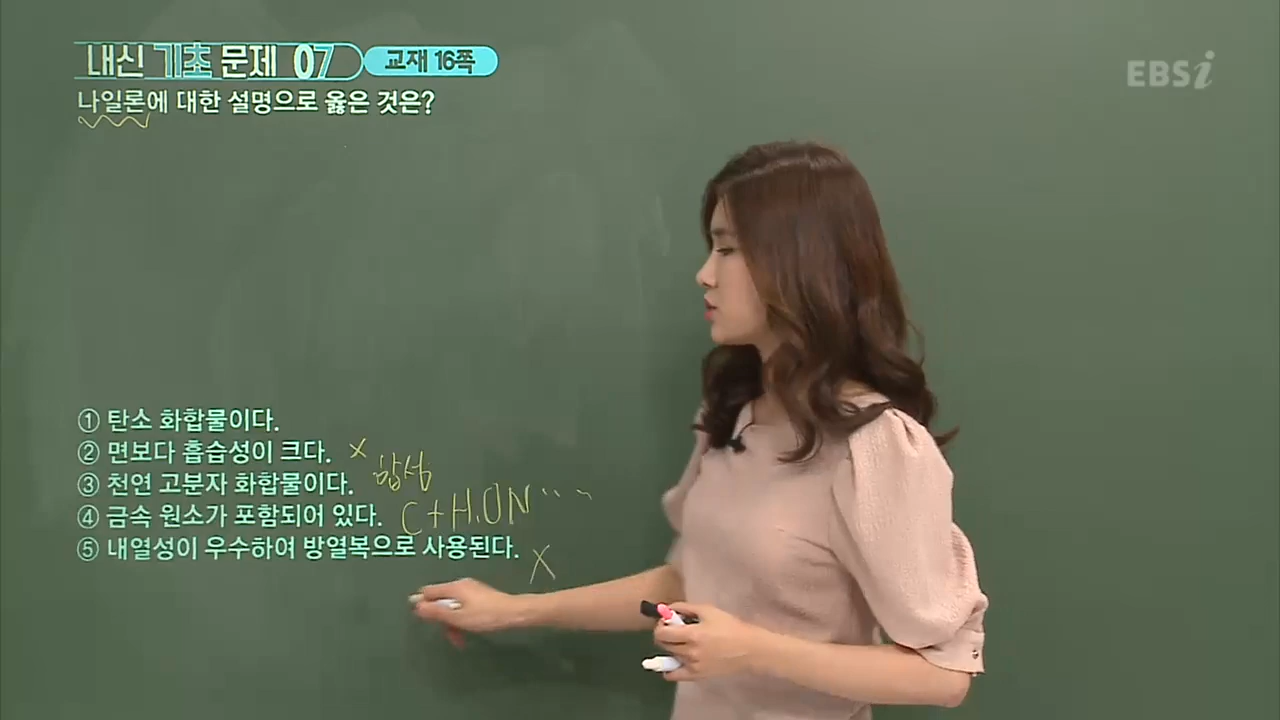 내신 기초 문제 07 교재 16쪽
EBSi
나일론에 대한 설명으로 옳은 것은?
① 탄소 화합물이다.
② 면보다 흡습성이 크다. ×
③ 천연 고분자 화합물이다. 합성
④ 금속 원소가 포함되어 있다. C + H, O N ……
⑤ 내열성이 우수하여 방열복으로 사용된다. ×